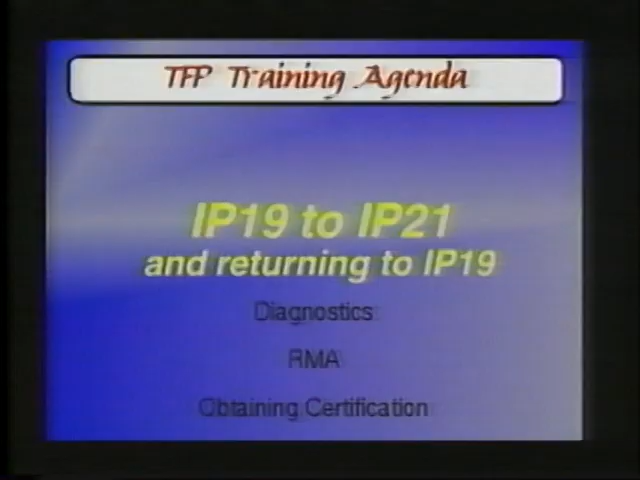 TFP Training Agenda
IP19 to IP21
and returning to IP19
Diagnostics
RMA
Obtaining Certification